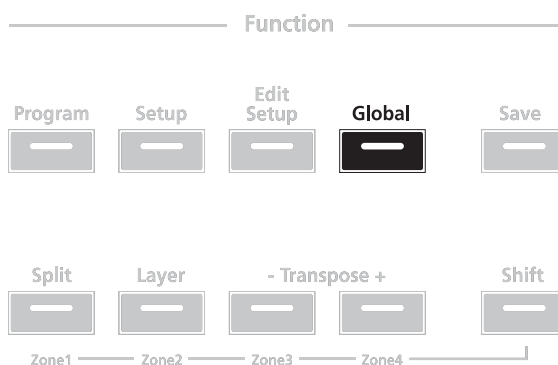 Function
Program Setup Edit Setup Global Save
Split Layer - Transpose + Shift
Zone1 Zone2 Zone3 Zone4